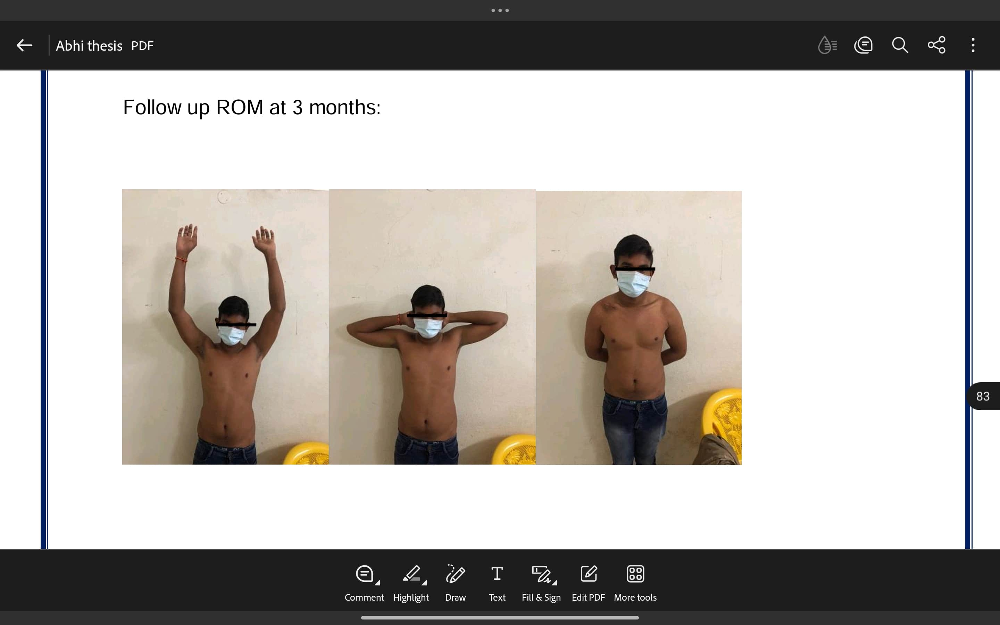 Abhi thesis PDF
Follow up ROM at 3 months:
83
Comment Highlight Draw Text Fill & Sign Edit PDF More tools